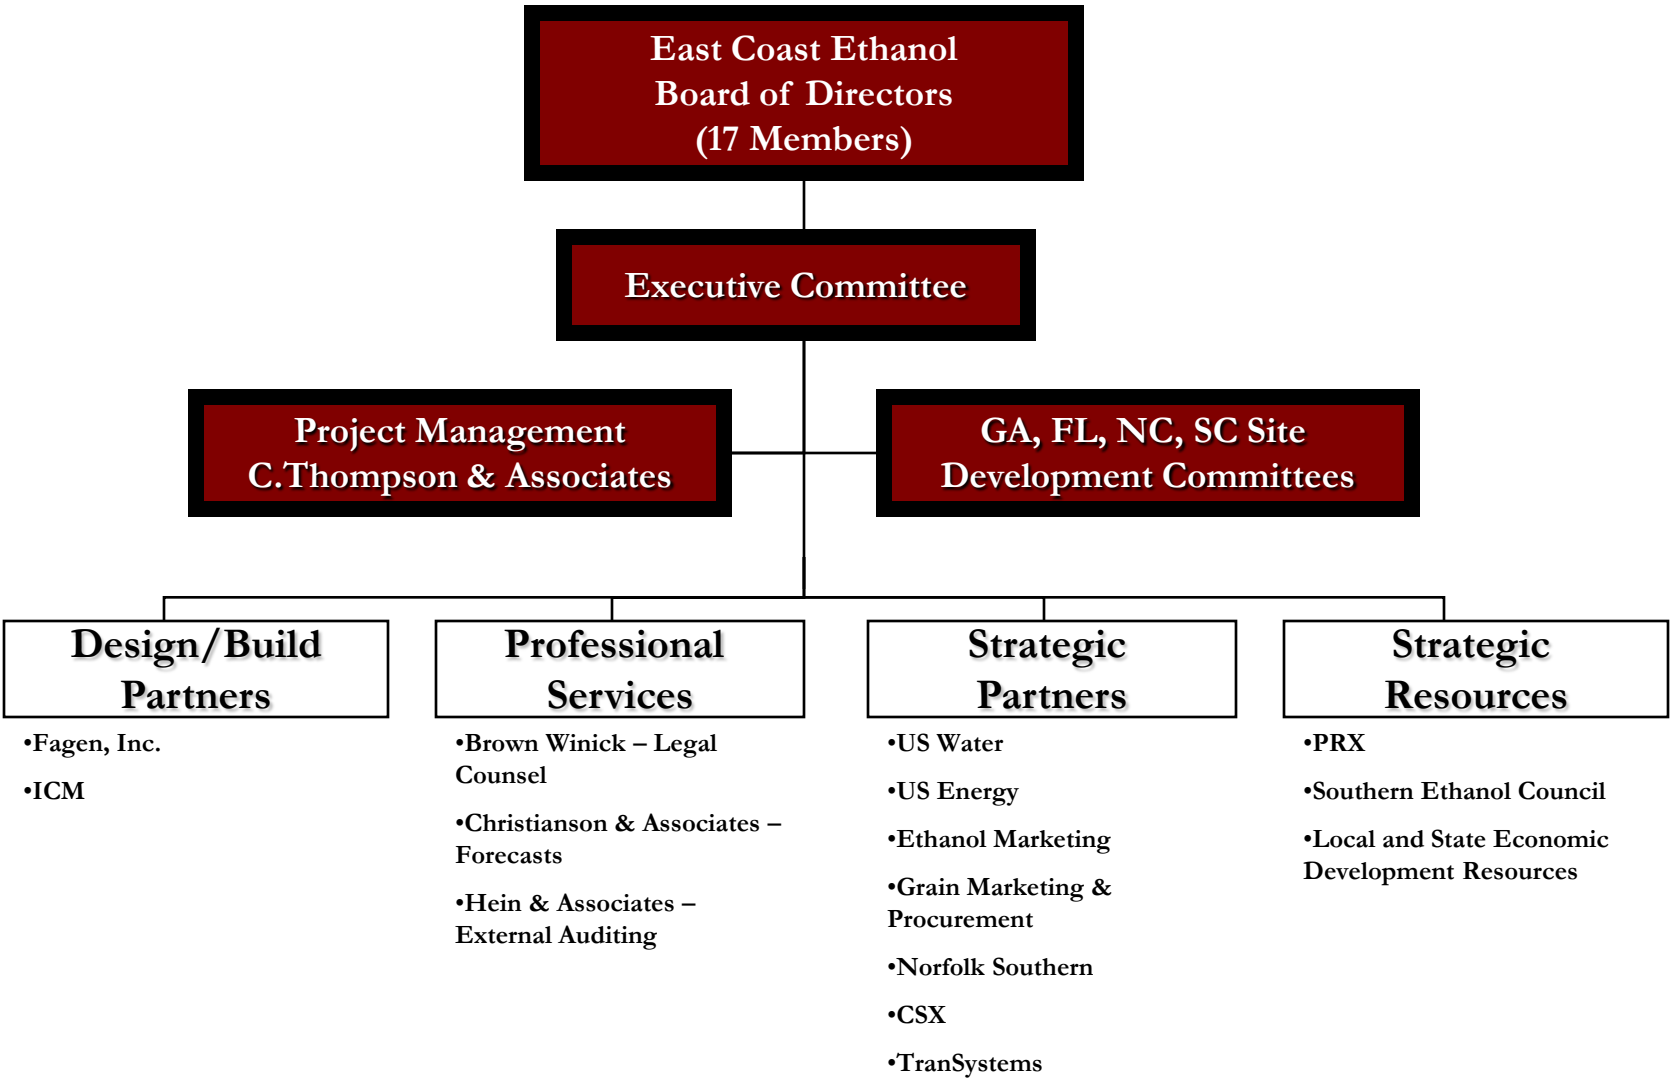 East Coast Ethanol
Board of Directors
(17 Members)
Executive Committee
Project Management
C.Thompson & Associates
GA, FL, NC, SC Site
Development Committees
Design/Build
Partners
•Fagen, Inc.
•ICM
Professional
Services
•Brown Winick – Legal
Counsel
•Christianson & Associates –
Forecasts
•Hein & Associates –
External Auditing
Strategic
Partners
•US Water
•US Energy
•Ethanol Marketing
•Grain Marketing &
Procurement
•Norfolk Southern
•CSX
•TranSystems
Strategic
Resources
•PRX
•Southern Ethanol Council
•Local and State Economic
Development Resources